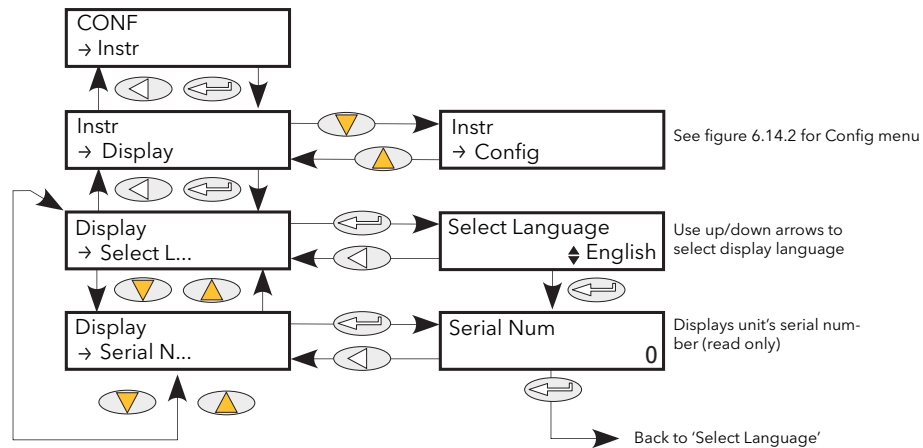 CONF
→ Instr
Instr
→ Display
Instr
→ Config
See figure 6.14.2 for Config menu
Display
→ Select L...
Select Language
English
Use up/down arrows to
select display language
Display
→ Serial N...
Serial Num
0
Displays unit's serial num-
ber (read only)
Back to 'Select Language'